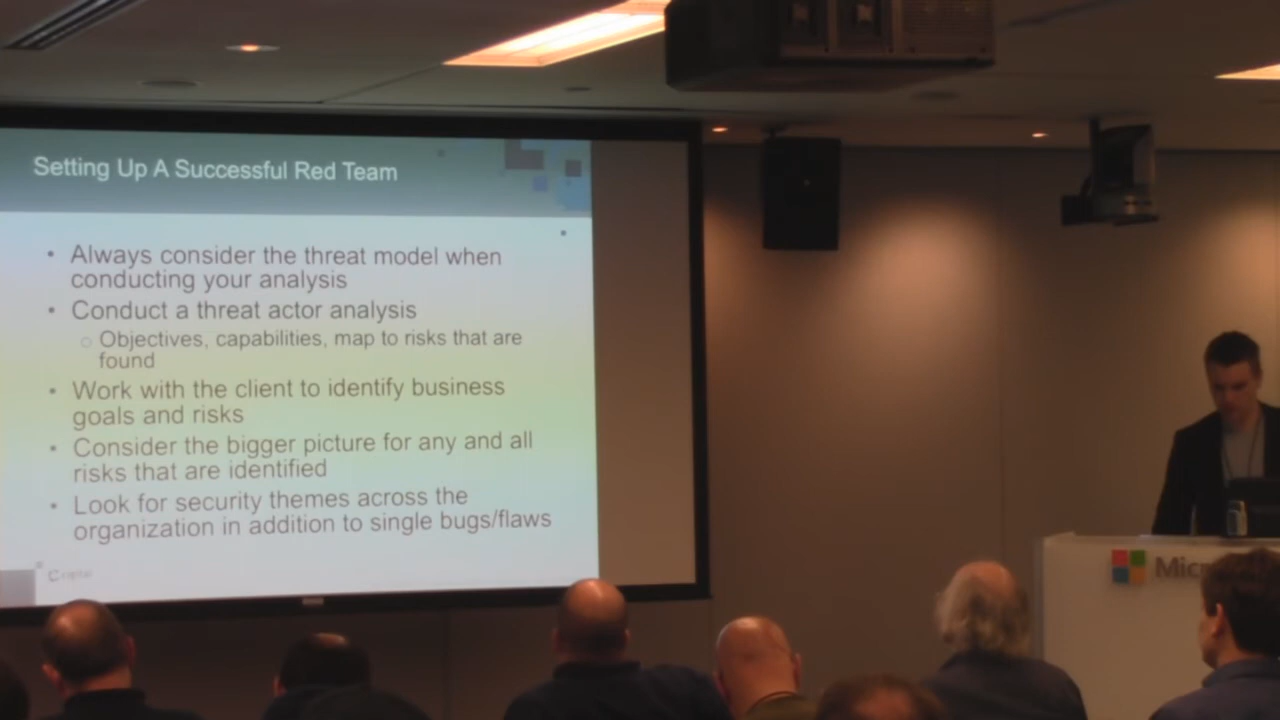 Setting Up A Successful Red Team
• Always consider the threat model when
conducting your analysis
• Conduct a threat actor analysis
○ Objectives, capabilities, map to risks that are
found
• Work with the client to identify business
goals and risks
• Consider the bigger picture for any and all
risks that are identified
• Look for security themes across the
organization in addition to single bugs/flaws